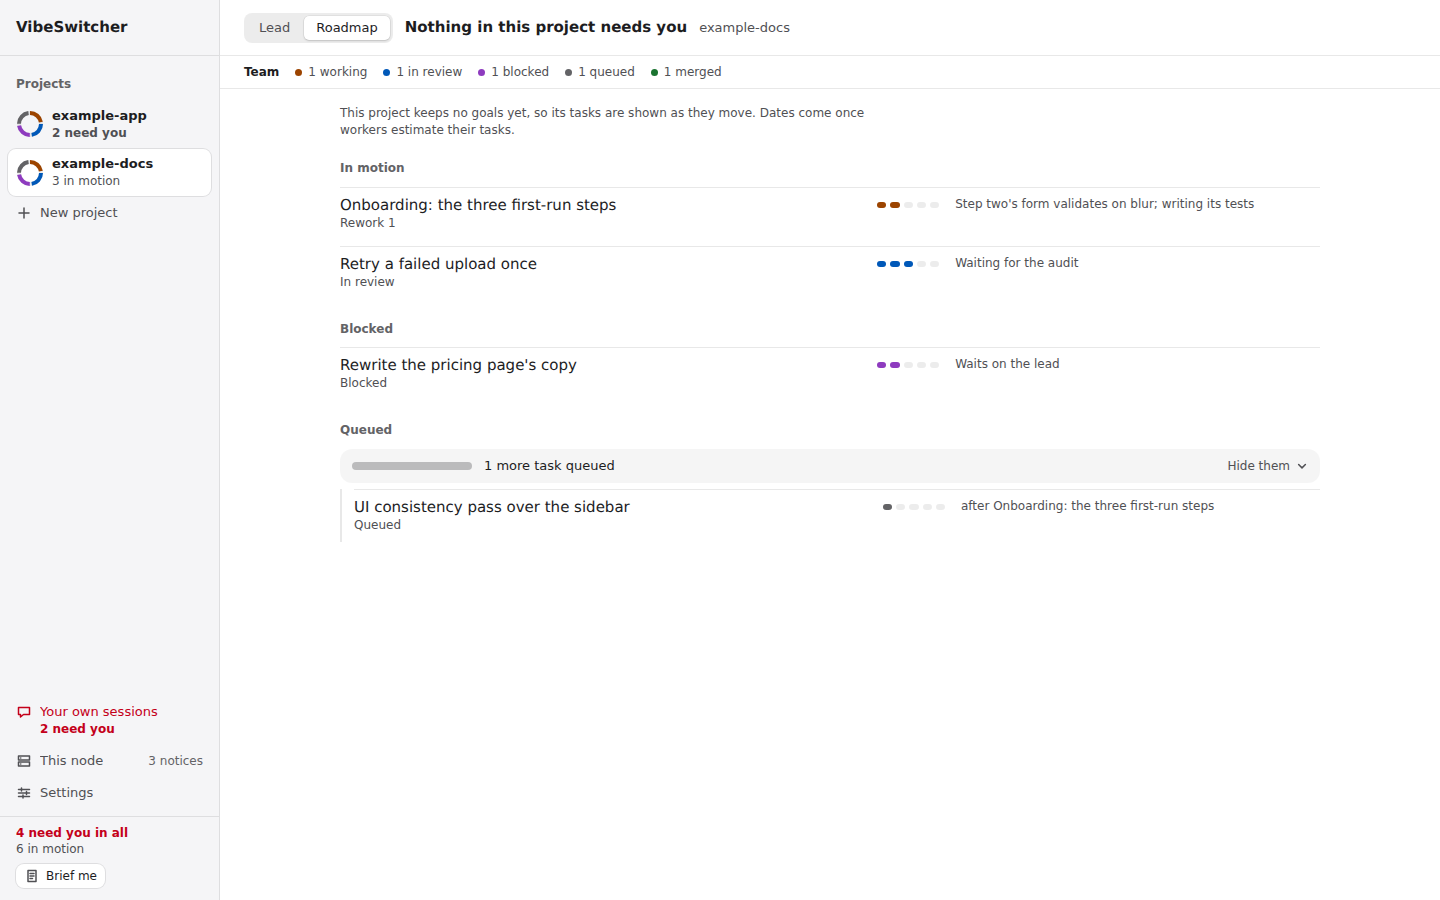 VibeSwitcher
Projects
example-app
2 need you
example-docs
3 in motion
New project
Your own sessions
2 need you
This node
3 notices
Settings
4 need you in all
6 in motion
Brief me
Lead
Roadmap
Nothing in this project needs you
example-docs
Team
1 working
1 in review
1 blocked
1 queued
1 merged
This project keeps no goals yet, so its tasks are shown as they move. Dates come once
workers estimate their tasks.
In motion
Onboarding: the three first-run steps
Rework 1
Step two's form validates on blur; writing its tests
Retry a failed upload once
In review
Waiting for the audit
Blocked
Rewrite the pricing page's copy
Blocked
Waits on the lead
Queued
1 more task queued
Hide them
UI consistency pass over the sidebar
Queued
after Onboarding: the three first-run steps